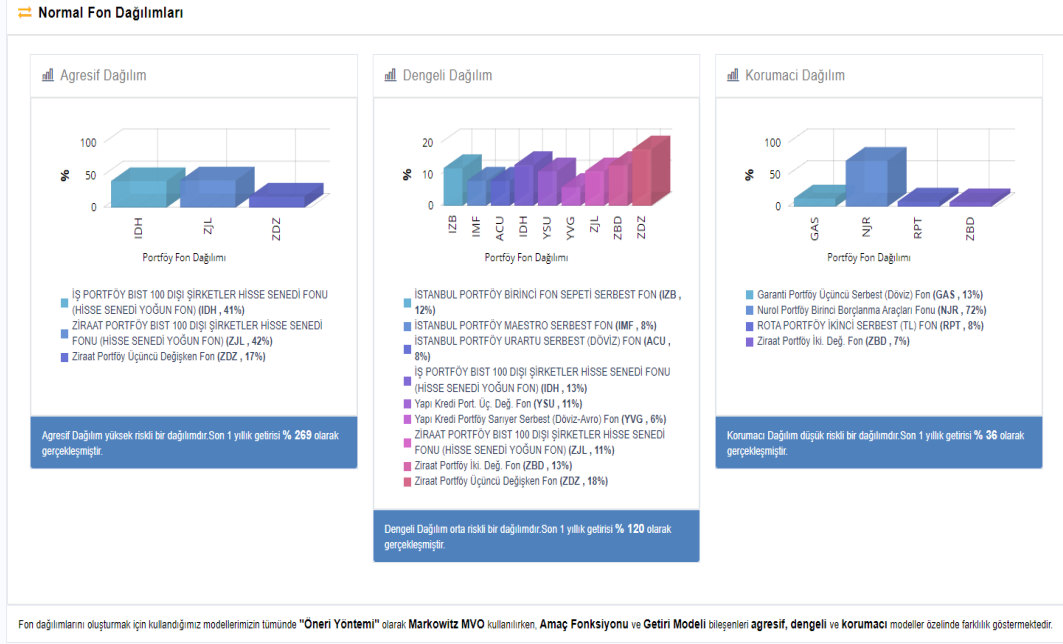 Normal Fon Dağılımları
Agresif Dağılım
100
50
0
%
IDH
ZJL
ZDZ
Portföy Fon Dağılımı
İŞ PORTFÖY BIST 100 DIŞI ŞİRKETLER HİSSE SENEDİ FONU
(HİSSE SENEDİ YOĞUN FON) (IDH , 41%)
ZİRAAT PORTFÖY BIST 100 DIŞI ŞİRKETLER HİSSE SENEDİ
FONU (HİSSE SENEDİ YOĞUN FON) (ZJL , 42%)
Ziraat Portföy Üçüncü Değişken Fon (ZDZ , 17%)
Agresif Dağılım yüksek riskli bir dağılımdır.Son 1 yıllık getirisi % 269 olarak
gerçekleşmiştir.
Dengeli Dağılım
20
10
0
%
IZB
IMF
ACU
IDH
YSU
YVG
ZJL
ZBD
ZDZ
Portföy Fon Dağılımı
İSTANBUL PORTFÖY BİRİNCİ FON SEPETİ SERBEST FON (IZB ,
12%)
İSTANBUL PORTFÖY MAESTRO SERBEST FON (IMF , 8%)
İSTANBUL PORTFÖY URARTU SERBEST (DÖVİZ) FON (ACU ,
8%)
İŞ PORTFÖY BIST 100 DIŞI ŞİRKETLER HİSSE SENEDİ FONU
(HİSSE SENEDİ YOĞUN FON) (IDH , 13%)
Yapı Kredi Port. Üç. Değ. Fon (YSU , 11%)
Yapı Kredi Portföy Sarıyer Serbest (Döviz-Avro) Fon (YVG , 6%)
ZİRAAT PORTFÖY BIST 100 DIŞI ŞİRKETLER HİSSE SENEDİ
FONU (HİSSE SENEDİ YOĞUN FON) (ZJL , 11%)
Ziraat Portföy İki. Değ. Fon (ZBD , 13%)
Ziraat Portföy Üçüncü Değişken Fon (ZDZ , 18%)
Dengeli Dağılım orta riskli bir dağılımdır.Son 1 yıllık getirisi % 120 olarak
gerçekleşmiştir.
Korumaci Dağılım
100
50
0
%
GAS
NJR
RPT
ZBD
Portföy Fon Dağılımı
Garanti Portföy Üçüncü Serbest (Döviz) Fon (GAS , 13%)
Nurol Portföy Birinci Borçlanma Araçları Fonu (NJR , 72%)
ROTA PORTFÖY İKİNCİ SERBEST (TL) FON (RPT , 8%)
Ziraat Portföy İki. Değ. Fon (ZBD , 7%)
Korumacı Dağılım düşük riskli bir dağılımdır.Son 1 yıllık getirisi % 36 olarak
gerçekleşmiştir.
Fon dağılımlarını oluşturmak için kullandığımız modellerimizin tümünde "Öneri Yöntemi" olarak Markowitz MVO kullanılırken, Amaç Fonksiyonu ve Getiri Modeli bileşenleri agresif, dengeli ve korumacı modeller özelinde farklılık göstermektedir.